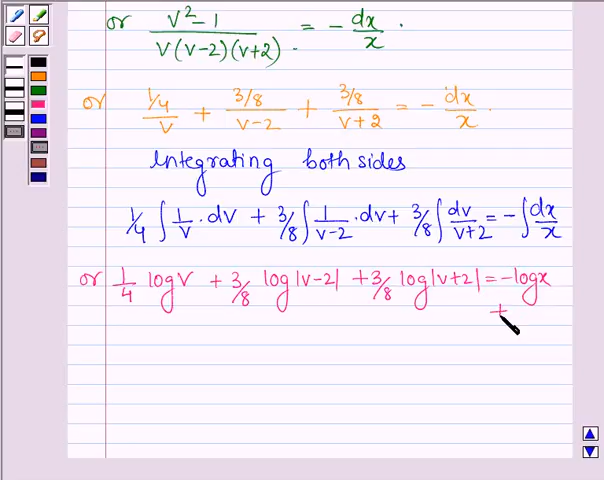 or (v²-1)/(v(v-2)(v+2)) = -dx/x.
or (1/4)/v + (3/8)/(v-2) + (3/8)/(v+2) = -dx/x.
Integrating both sides
1/4 ∫ 1/v . dv + 3/8 ∫ 1/(v-2) . dv + 3/8 ∫ dv/(v+2) = -∫ dx/x
or 1/4 log v + 3/8 log |v-2| + 3/8 log |v+2| = -log x
+